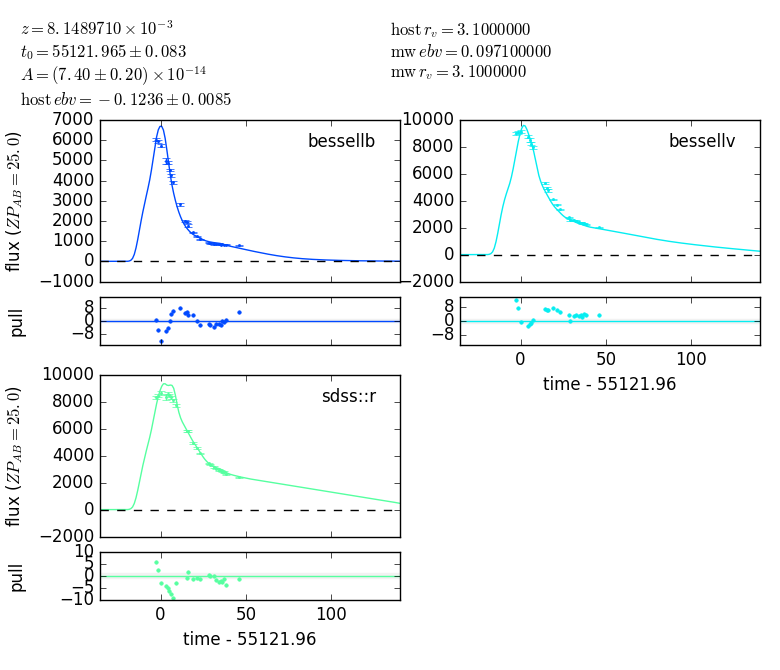 z = 8.1489710 × 10⁻³
t₀ = 55121.965 ± 0.083
A = (7.40 ± 0.20) × 10⁻¹⁴
host ebv = −0.1236 ± 0.0085
host r_v = 3.1000000
mw ebv = 0.097100000
mw r_v = 3.1000000
flux (ZP_AB = 25.0)
7000
6000
5000
4000
3000
2000
1000
0
−1000
bessellb
10000
8000
6000
4000
2000
0
−2000
bessellv
pull
8
0
−8
8
0
−8
0
50
100
time - 55121.96
flux (ZP_AB = 25.0)
10000
8000
6000
4000
2000
0
−2000
sdss::r
pull
10
5
0
−5
−10
0
50
100
time - 55121.96